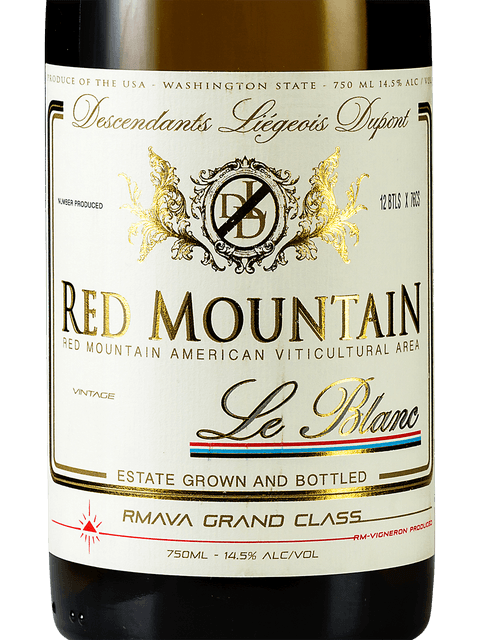 PRODUCE OF THE USA - WASHINGTON STATE - 750 ML 14.5% ALC /
Descendants Liégeois Dupont
DLD
NUMBER PRODUCED
12 BTLS X 76CS
RED MOUNTAIN
RED MOUNTAIN AMERICAN VITICULTURAL AREA
VINTAGE
Le Blanc
ESTATE GROWN AND BOTTLED
RMAVA GRAND CLASS
RM-VIGNERON PRODUCED
750ML - 14.5% ALC/VOL